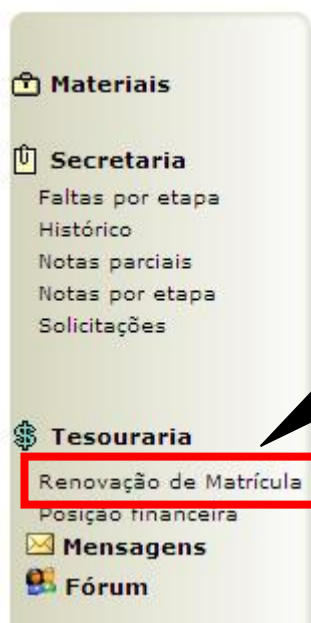 Materiais
Secretaria
Faltas por etapa
Histórico
Notas parciais
Notas por etapa
Solicitações
Tesouraria
Renovação de Matrícula
Posição financeira
Mensagens
Fórum